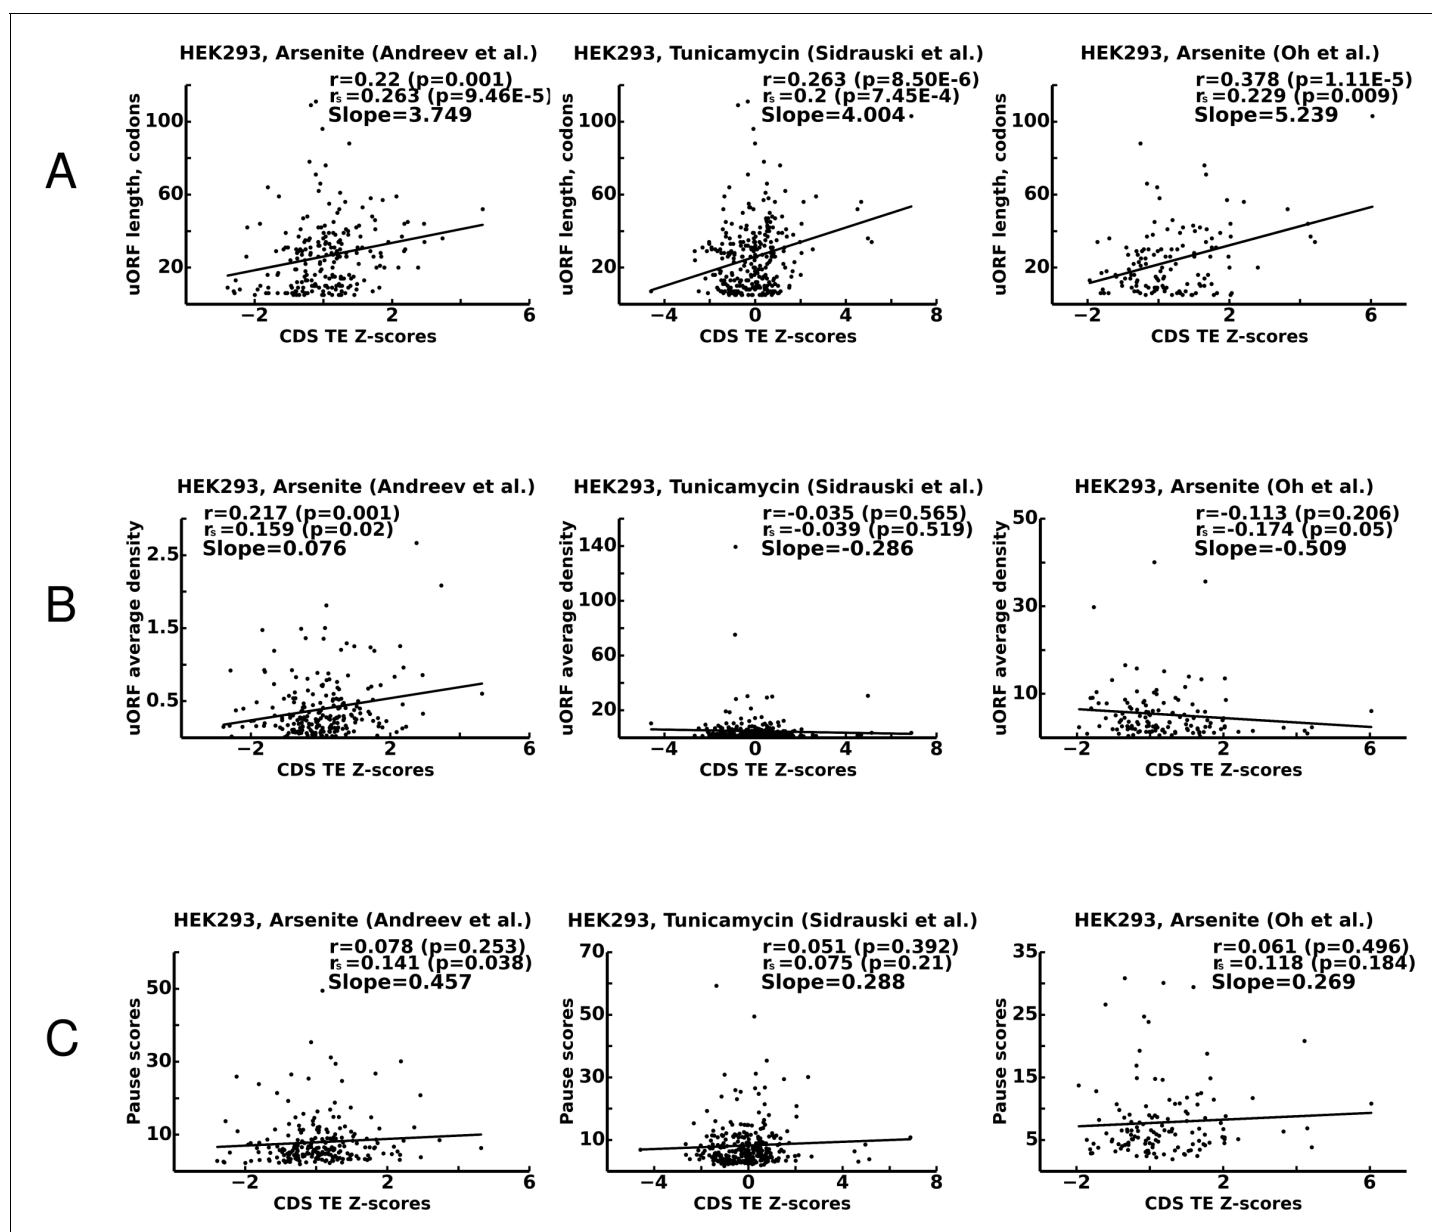 A
HEK293, Arsenite (Andreev et al.)
r=0.22 (p=0.001)
rs=0.263 (p=9.46E-5)
Slope=3.749
uORF length, codons
100
60
20
−2 2 6
CDS TE Z-scores
HEK293, Tunicamycin (Sidrauski et al.)
r=0.263 (p=8.50E-6)
rs=0.2 (p=7.45E-4)
Slope=4.004
uORF length, codons
100
60
20
−4 0 4 8
CDS TE Z-scores
HEK293, Arsenite (Oh et al.)
r=0.378 (p=1.11E-5)
rs=0.229 (p=0.009)
Slope=5.239
uORF length, codons
100
60
20
−2 2 6
CDS TE Z-scores
B
HEK293, Arsenite (Andreev et al.)
r=0.217 (p=0.001)
rs=0.159 (p=0.02)
Slope=0.076
uORF average density
2.5
1.5
0.5
−2 2 6
CDS TE Z-scores
HEK293, Tunicamycin (Sidrauski et al.)
r=-0.035 (p=0.565)
rs=-0.039 (p=0.519)
Slope=-0.286
uORF average density
140
100
60
20
−4 0 4 8
CDS TE Z-scores
HEK293, Arsenite (Oh et al.)
r=-0.113 (p=0.206)
rs=-0.174 (p=0.05)
Slope=-0.509
uORF average density
50
30
10
−2 2 6
CDS TE Z-scores
C
HEK293, Arsenite (Andreev et al.)
r=0.078 (p=0.253)
rs=0.141 (p=0.038)
Slope=0.457
Pause scores
50
30
10
−2 2 6
CDS TE Z-scores
HEK293, Tunicamycin (Sidrauski et al.)
r=0.051 (p=0.392)
rs=0.075 (p=0.21)
Slope=0.288
Pause scores
70
50
30
10
−4 0 4 8
CDS TE Z-scores
HEK293, Arsenite (Oh et al.)
r=0.061 (p=0.496)
rs=0.118 (p=0.184)
Slope=0.269
Pause scores
35
25
15
5
−2 2 6
CDS TE Z-scores